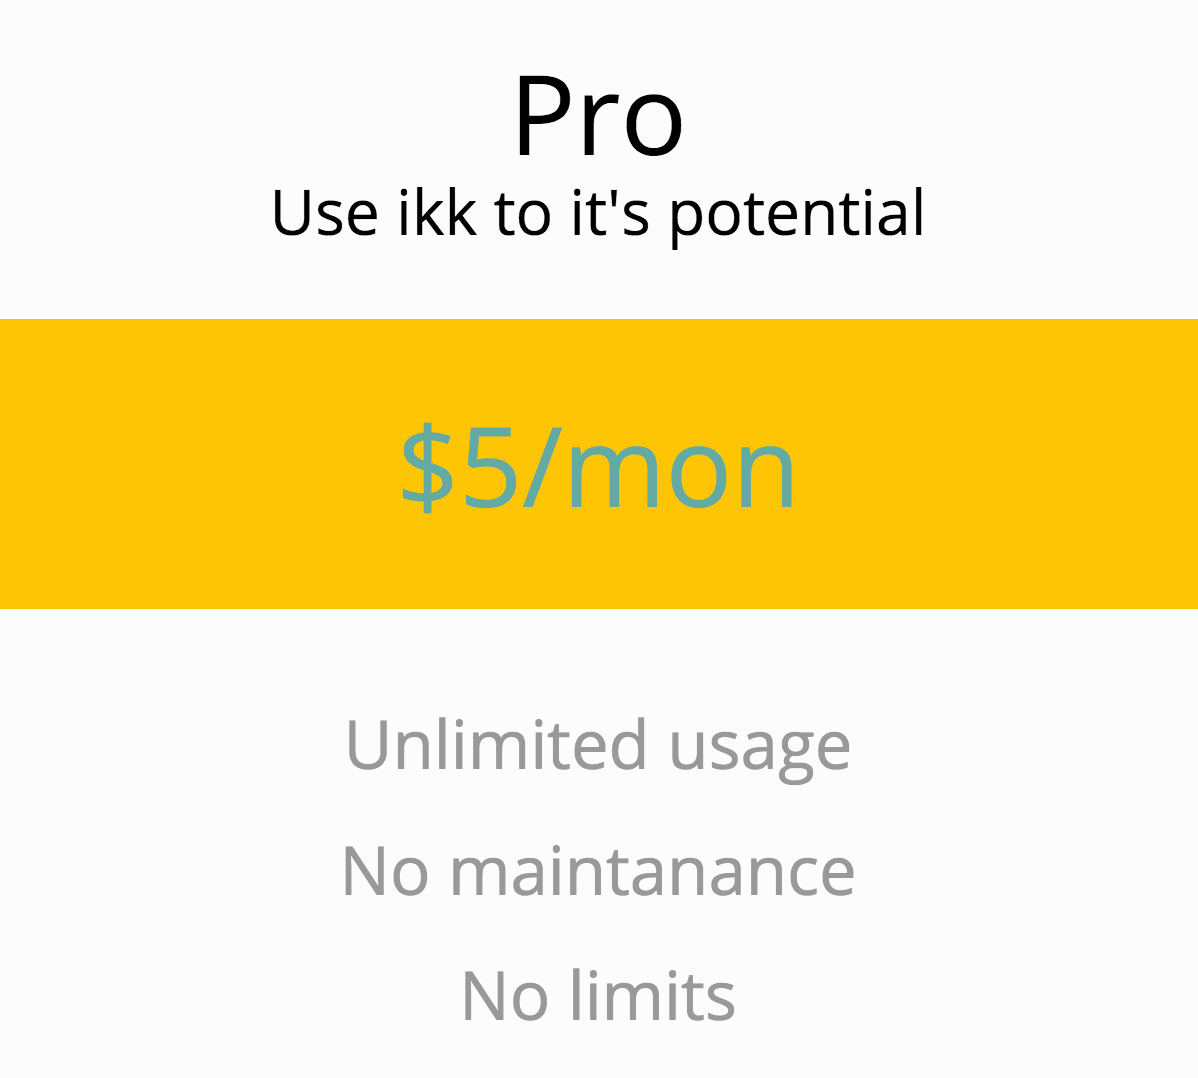 Pro
Use ikk to it's potential
$5/mon
Unlimited usage
No maintanance
No limits